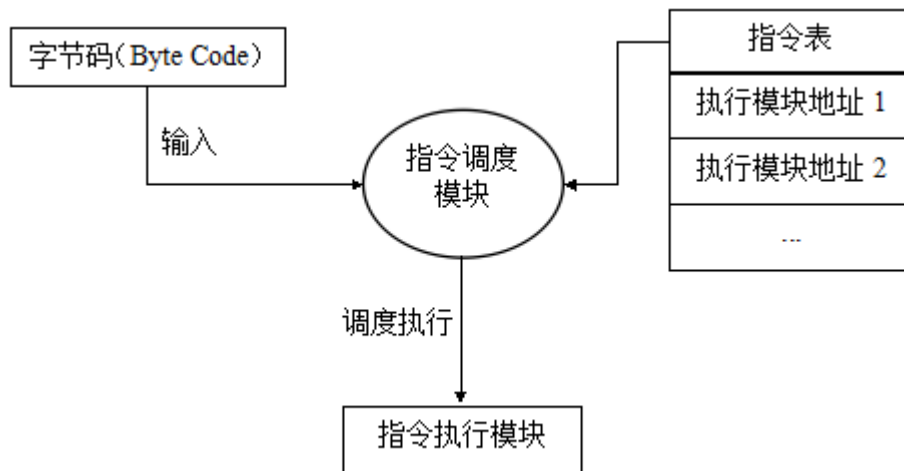 字节码(Byte Code)
指令表
执行模块地址 1
输入
指令调度
模块
执行模块地址 2
...
调度执行
指令执行模块